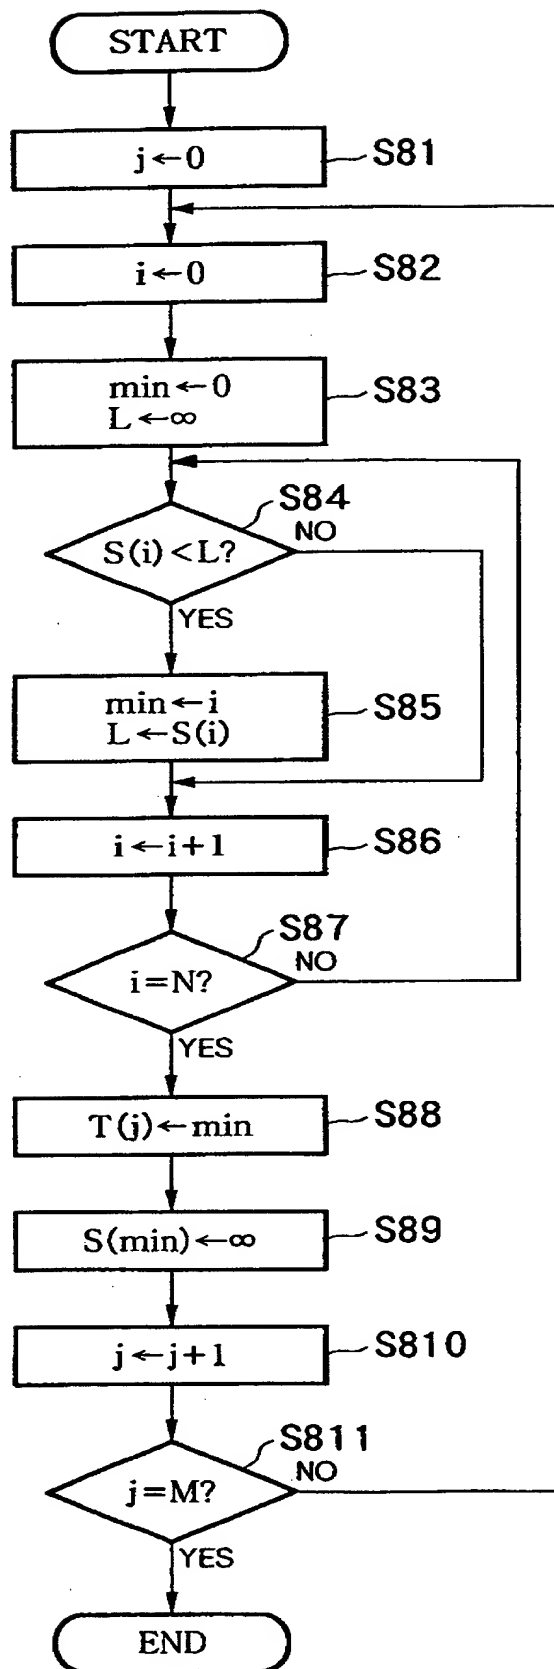 START
j←0
S81
i←0
S82
min←0
L←∞
S83
S84
S(i)<L?
NO
YES
min←i
L←S(i)
S85
i←i+1
S86
S87
i=N?
NO
YES
T(j)←min
S88
S(min)←∞
S89
j←j+1
S810
S811
j=M?
NO
YES
END